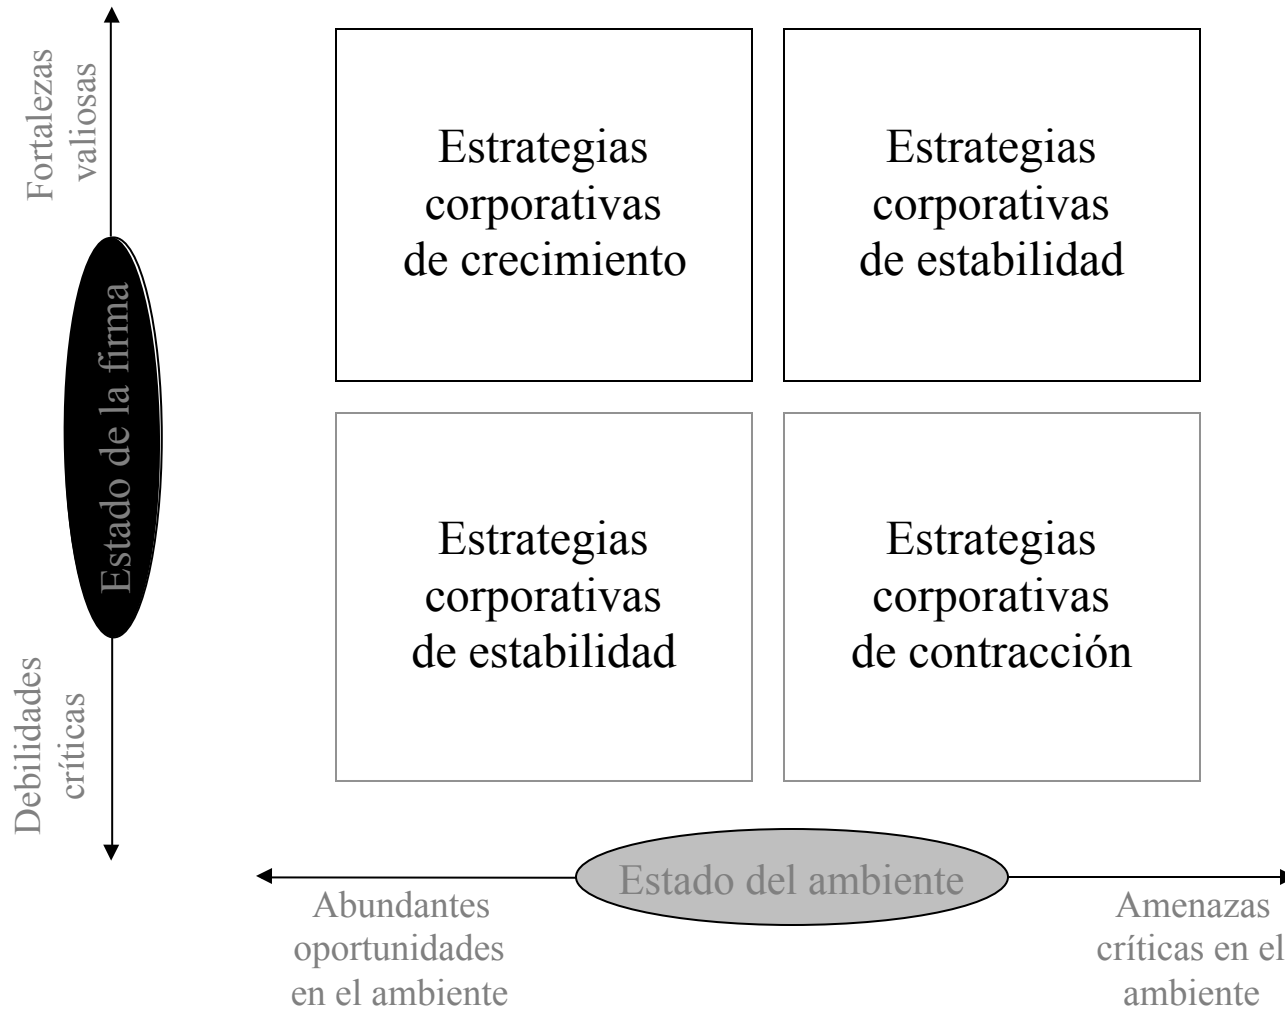 Fortalezas
valiosas
Estado de la firma
Debilidades
críticas
Estrategias
corporativas
de crecimiento
Estrategias
corporativas
de estabilidad
Estrategias
corporativas
de estabilidad
Estrategias
corporativas
de contracción
Estado del ambiente
Abundantes
oportunidades
en el ambiente
Amenazas
críticas en el
ambiente